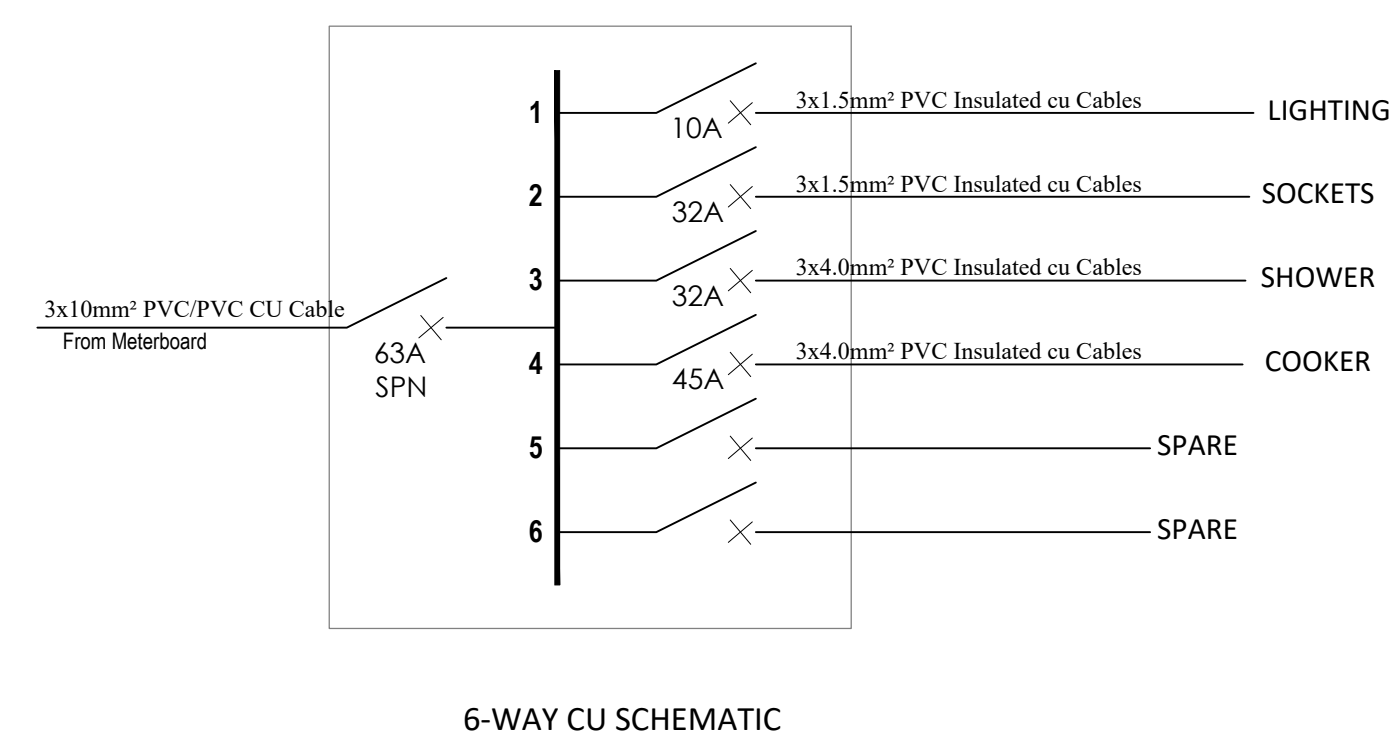 1
10A
3x1.5mm² PVC Insulated cu Cables
LIGHTING
2
32A
3x1.5mm² PVC Insulated cu Cables
SOCKETS
3
32A
3x4.0mm² PVC Insulated cu Cables
SHOWER
3x10mm² PVC/PVC CU Cable
From Meterboard
63A
SPN
4
45A
3x4.0mm² PVC Insulated cu Cables
COOKER
5
SPARE
6
SPARE
6-WAY CU SCHEMATIC